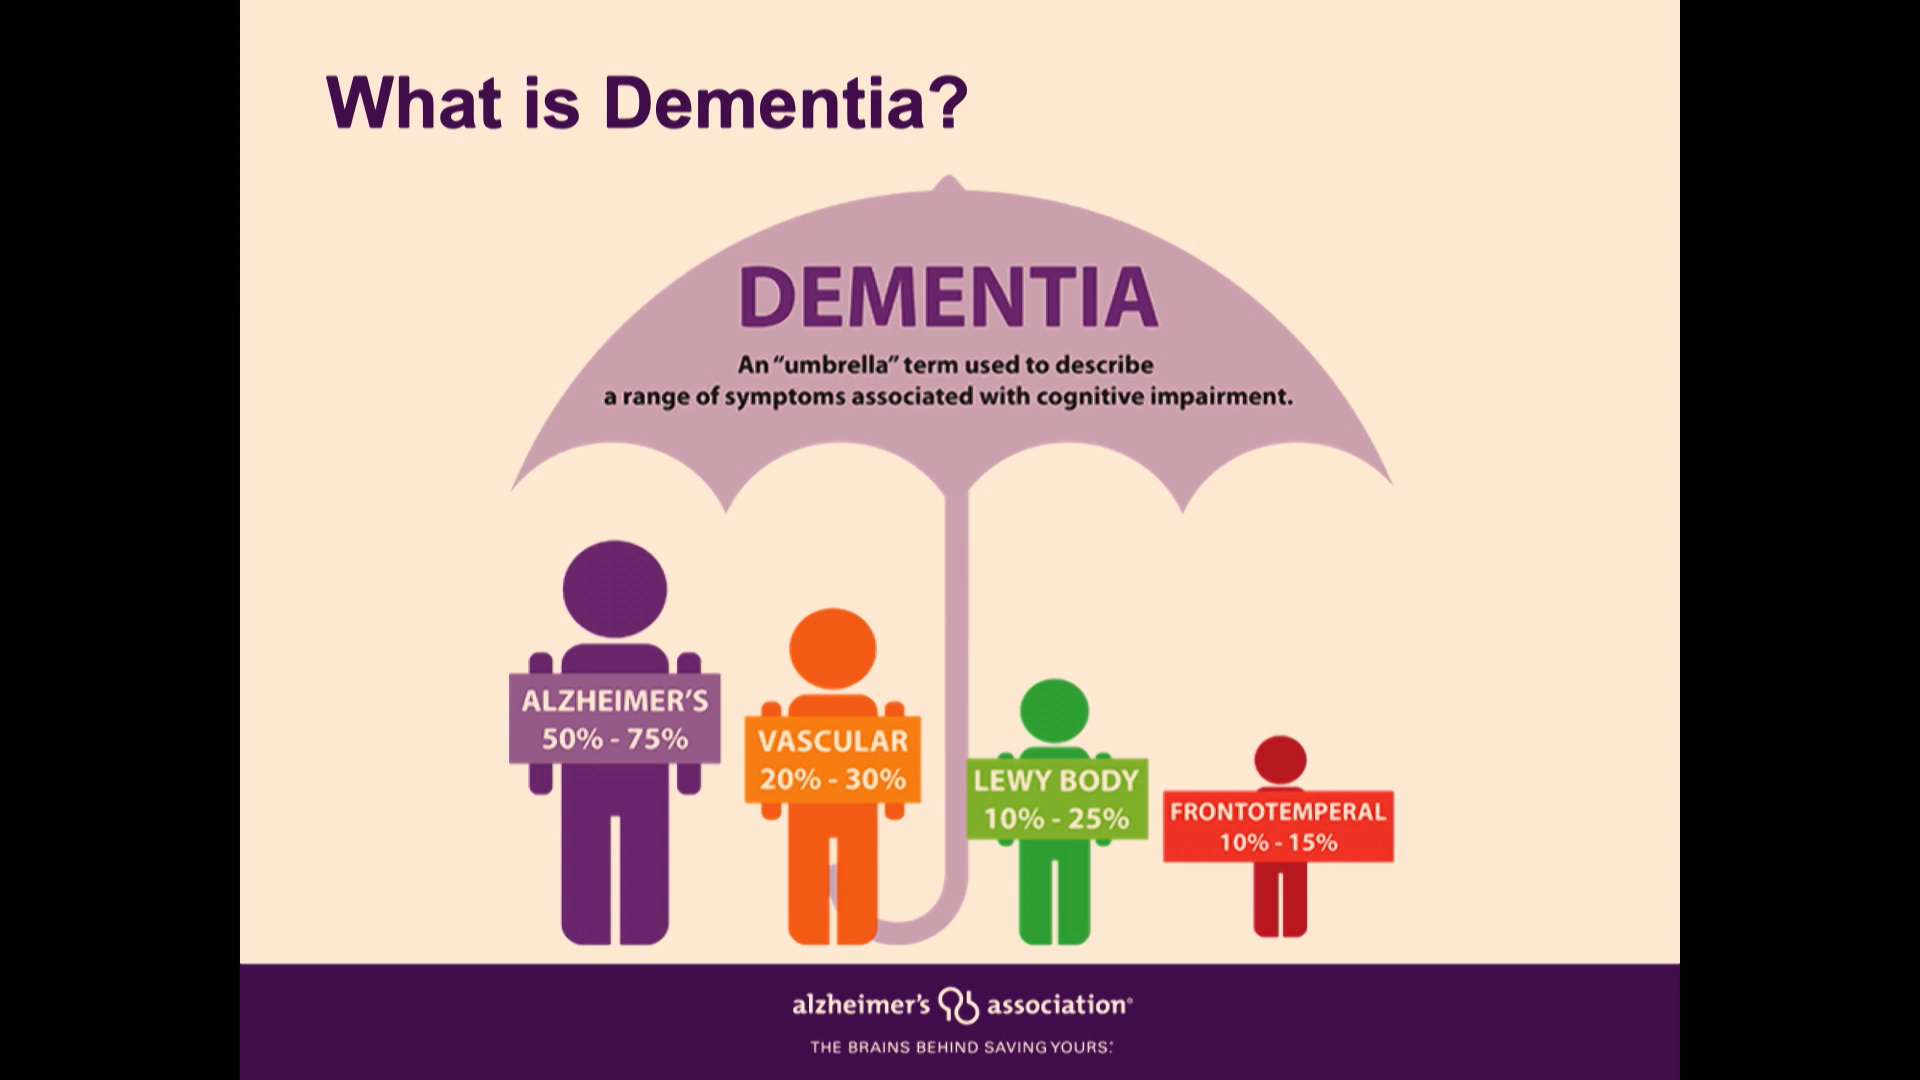 What is Dementia?
DEMENTIA
An “umbrella” term used to describe
a range of symptoms associated with cognitive impairment.
ALZHEIMER’S
50% - 75%
VASCULAR
20% - 30%
LEWY BODY
10% - 25%
FRONTOTEMPERAL
10% - 15%
alzheimer’s association®
THE BRAINS BEHIND SAVING YOURS.™